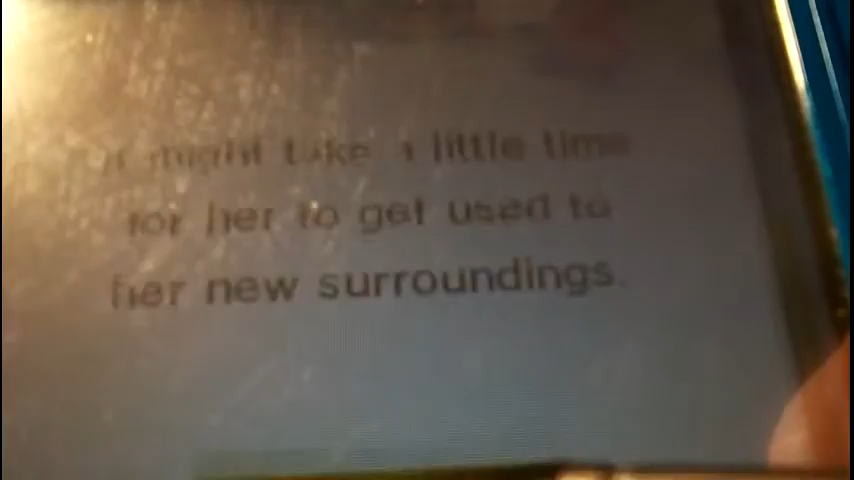 It might take a little time
for her to get used to
her new surroundings.